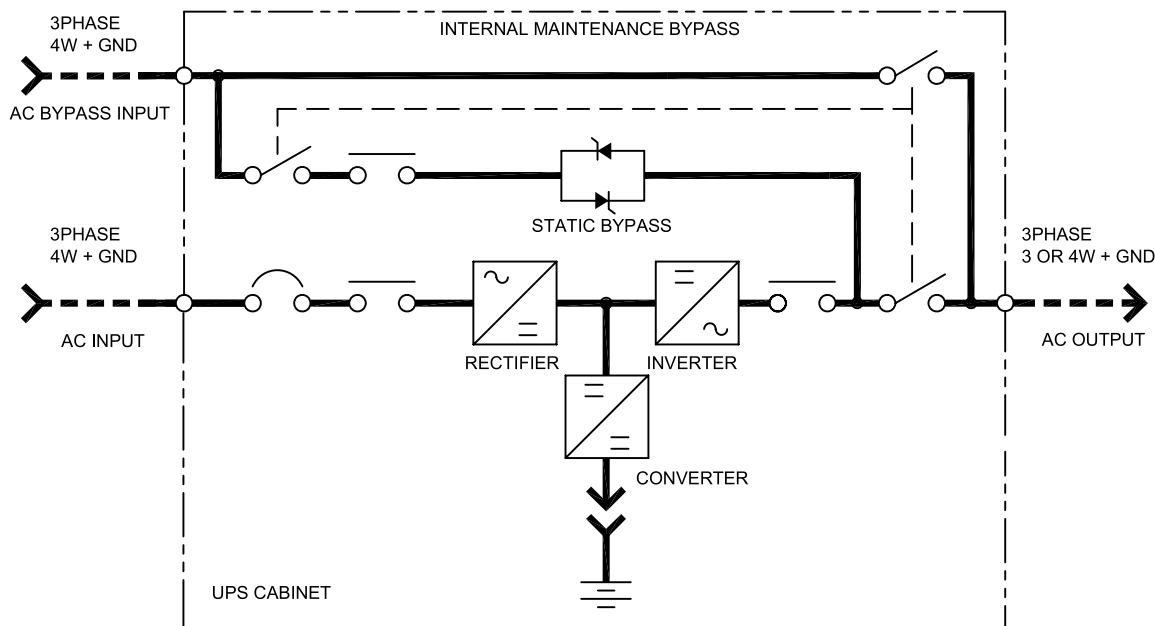 3PHASE
4W + GND
INTERNAL MAINTENANCE BYPASS
AC BYPASS INPUT
STATIC BYPASS
3PHASE
4W + GND
3PHASE
3 OR 4W + GND
AC INPUT
AC OUTPUT
RECTIFIER
INVERTER
CONVERTER
UPS CABINET